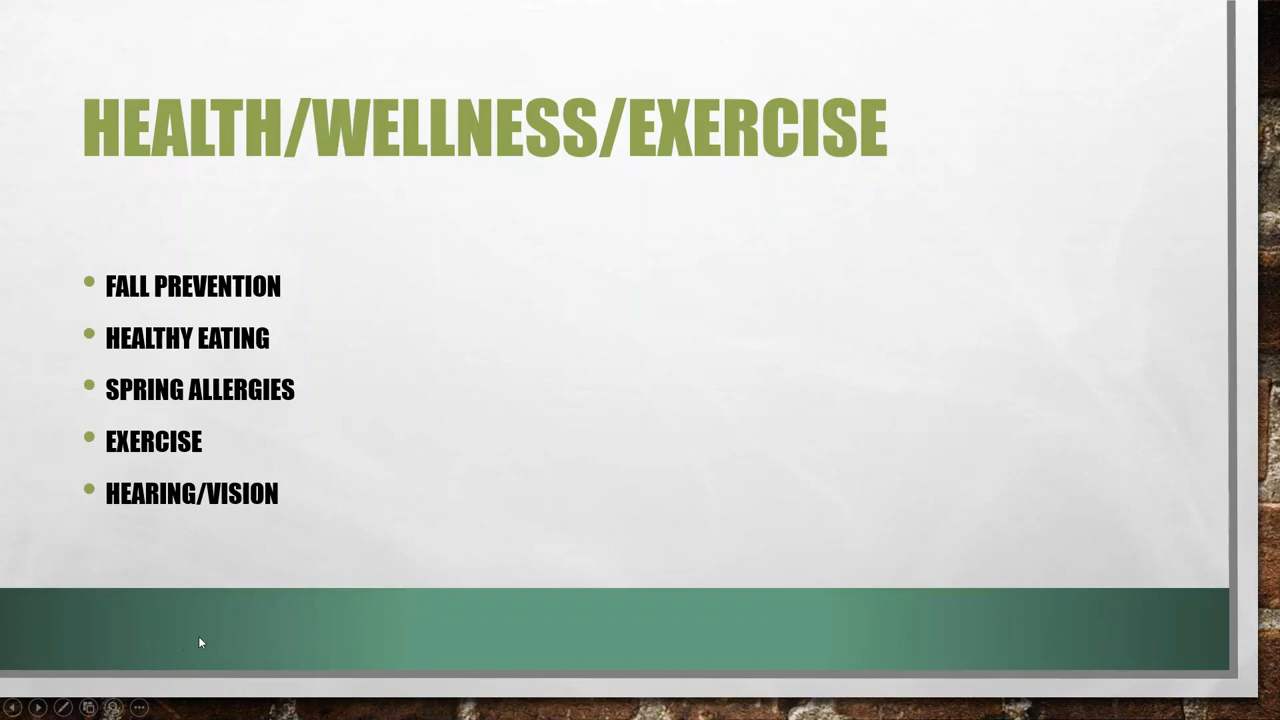 HEALTH/WELLNESS/EXERCISE
FALL PREVENTION
HEALTHY EATING
SPRING ALLERGIES
EXERCISE
HEARING/VISION